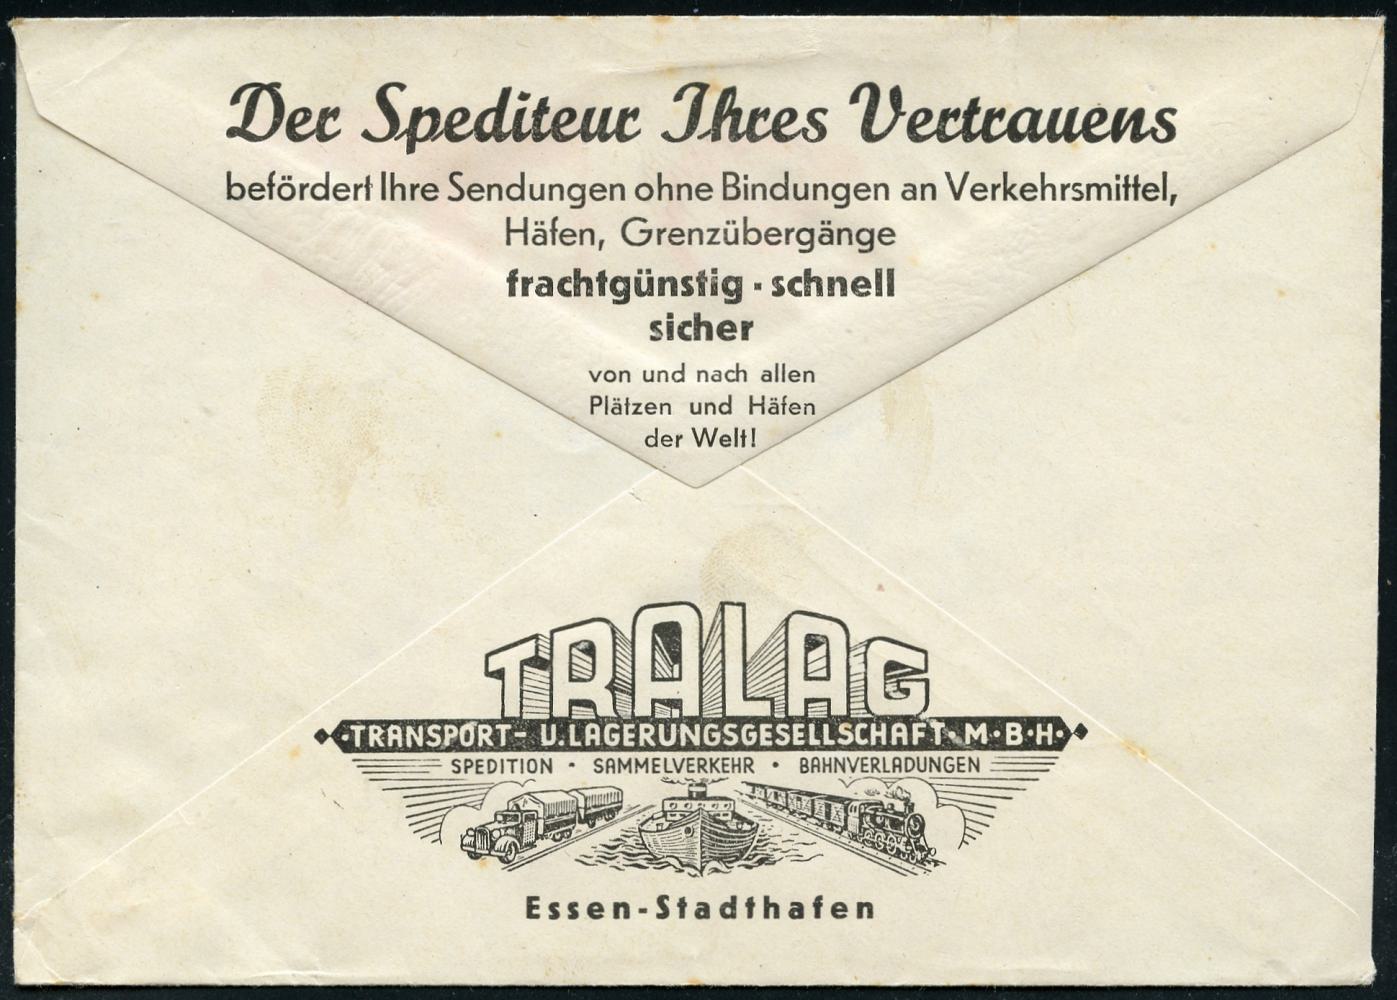 Der Spediteur Ihres Vertrauens
befördert Ihre Sendungen ohne Bindungen an Verkehrsmittel,
Häfen, Grenzübergänge
frachtgünstig · schnell
sicher
von und nach allen
Plätzen und Häfen
der Welt!
TRALAG
·TRANSPORT- U. LAGERUNGSGESELLSCHAFT·M·B·H·
SPEDITION · SAMMELVERKEHR · BAHNVERLADUNGEN
Essen-Stadthafen